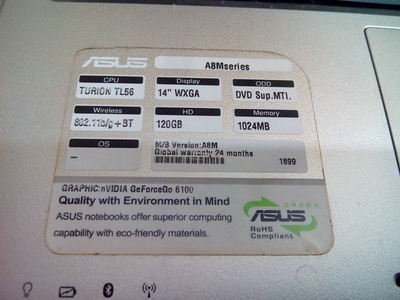 ASUS A8Mseries
CPU Display ODD
TURION TL56 14" WXGA DVD Sup.MTI.
Wireless HD Memory
802.11b/g+BT 120GB 1024MB
OS M/B Version:A8M
– Global warranty 24 months
1899
GRAPHIC:nVIDIA GeForceGo 6100
Quality with Environment in Mind
ASUS notebooks offer superior computing
capability with eco-friendly materials.
GREEN
ASUS
RoHS
Compliant